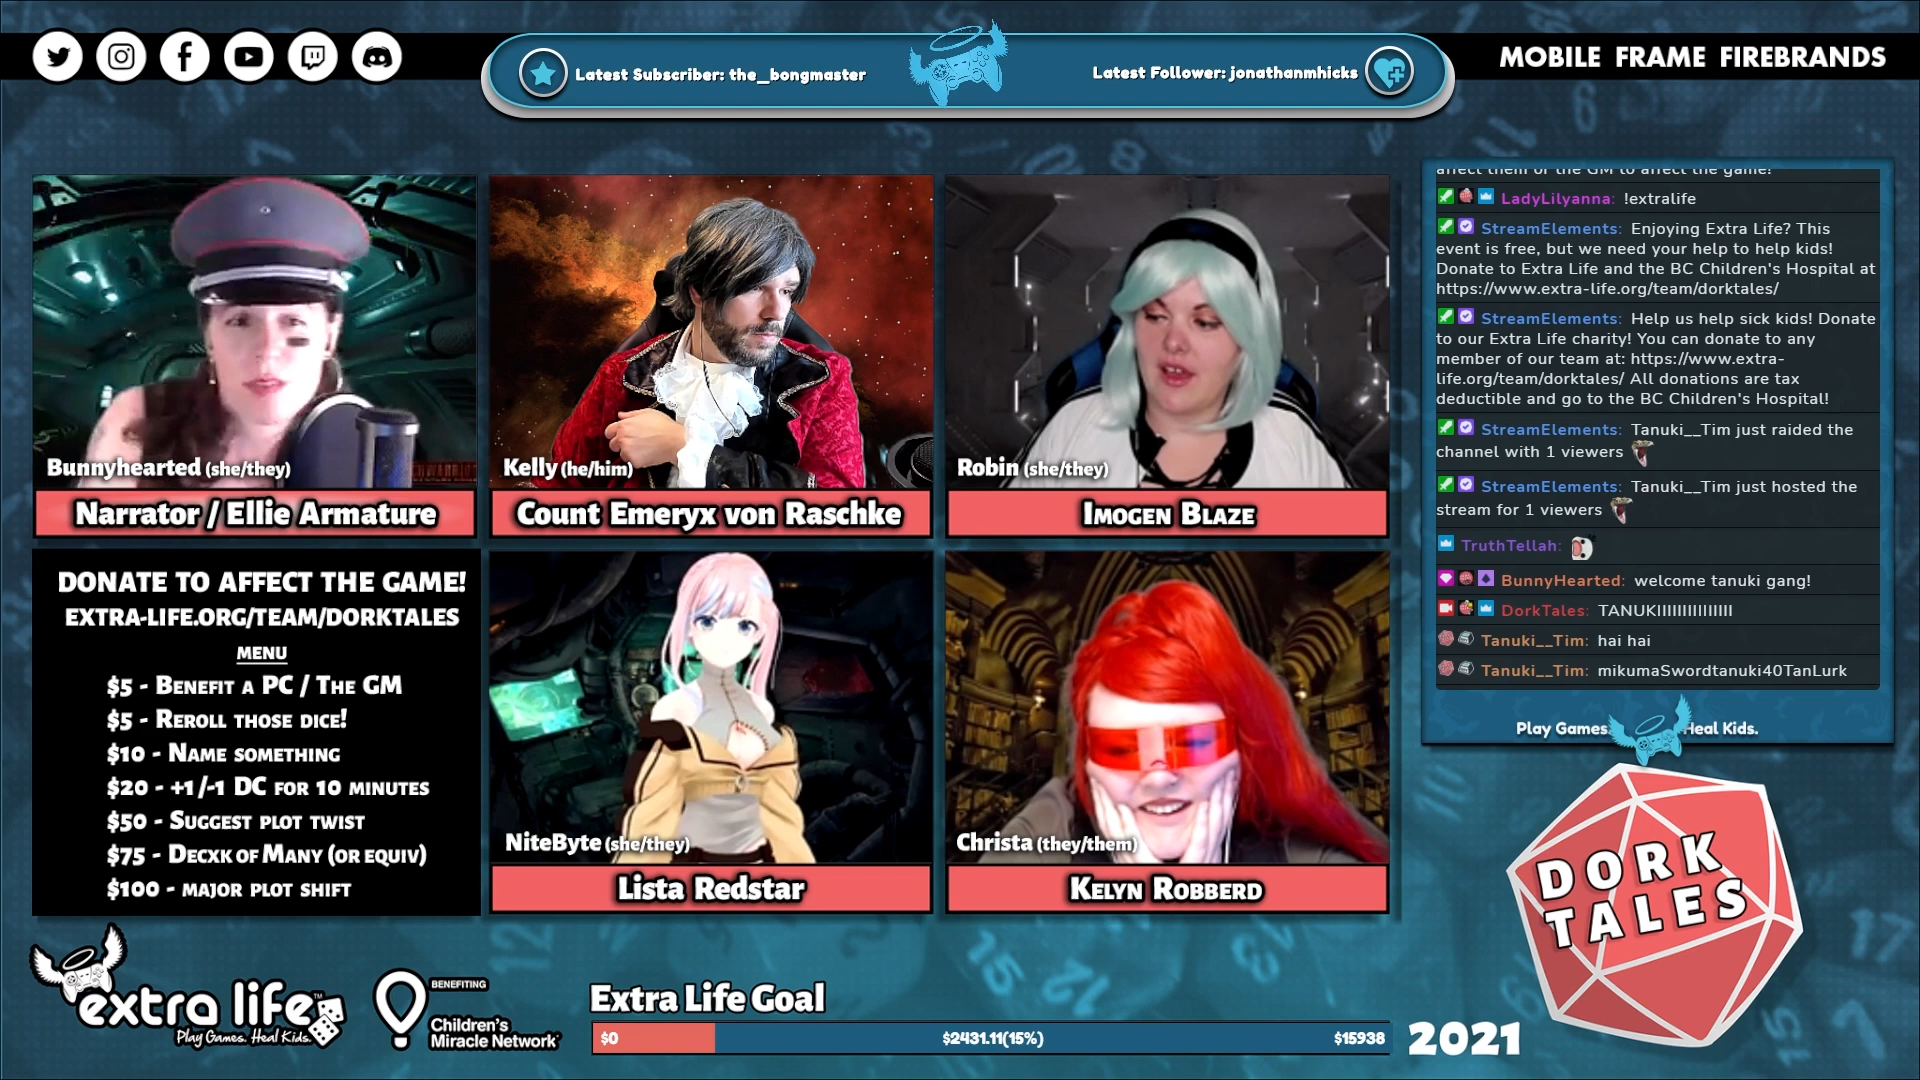 Latest Subscriber: the_bongmaster
Latest Follower: jonathanmhicks
MOBILE FRAME FIREBRANDS
Bunnyhearted (she/they)
Narrator / Ellie Armature
Kelly (he/him)
Count Emeryx von Raschke
Robin (she/they)
Imogen Blaze
DONATE TO AFFECT THE GAME!
EXTRA-LIFE.ORG/TEAM/DORKTALES
MENU
$5 - Benefit a PC / The GM
$5 - Reroll those dice!
$10 - Name something
$20 - +1/-1 DC for 10 minutes
$50 - Suggest plot twist
$75 - Decxk of Many (or equiv)
$100 - major plot shift
NiteByte (she/they)
Lista Redstar
Christa (they/them)
Kelyn Robberd
affect them or the GM to affect the game!
LadyLilyanna: !extralife
StreamElements: Enjoying Extra Life? This
event is free, but we need your help to help kids!
Donate to Extra Life and the BC Children's Hospital at
https://www.extra-life.org/team/dorktales/
StreamElements: Help us help sick kids! Donate
to our Extra Life charity! You can donate to any
member of our team at: https://www.extra-
life.org/team/dorktales/ All donations are tax
deductible and go to the BC Children's Hospital!
StreamElements: Tanuki__Tim just raided the
channel with 1 viewers
StreamElements: Tanuki__Tim just hosted the
stream for 1 viewers
TruthTellah:
BunnyHearted: welcome tanuki gang!
DorkTales: TANUKIIIIIIIIIIIIIII
Tanuki__Tim: hai hai
Tanuki__Tim: mikumaSwordtanuki40TanLurk
Play Games. Heal Kids.
DORK
TALES
extra life™
Play Games. Heal Kids.
BENEFITING
Children's
Miracle Network
Extra Life Goal
$0 $2431.11(15%) $15938
2021